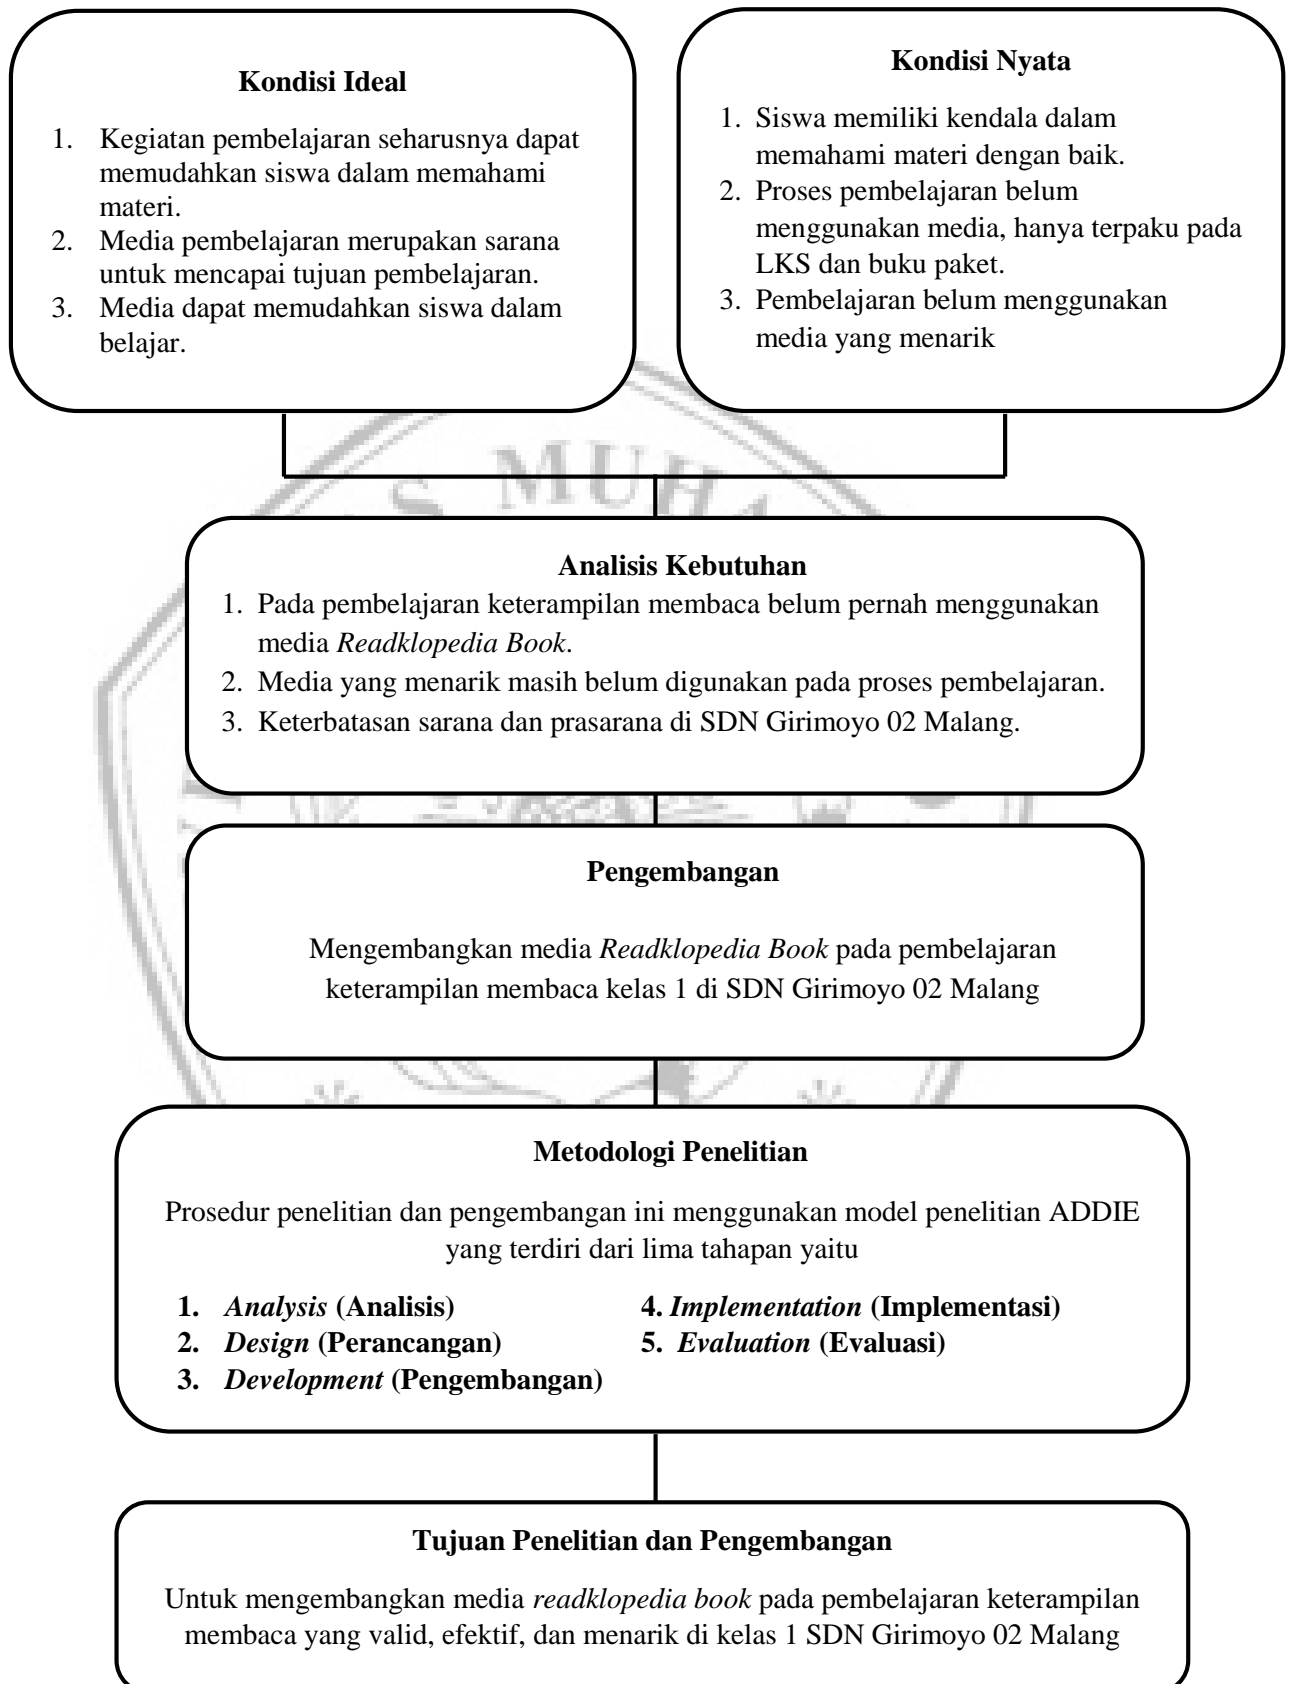 Kondisi Ideal
1. Kegiatan pembelajaran seharusnya dapat
memudahkan siswa dalam memahami
materi.
2. Media pembelajaran merupakan sarana
untuk mencapai tujuan pembelajaran.
3. Media dapat memudahkan siswa dalam
belajar.
Kondisi Nyata
1. Siswa memiliki kendala dalam
memahami materi dengan baik.
2. Proses pembelajaran belum
menggunakan media, hanya terpaku pada
LKS dan buku paket.
3. Pembelajaran belum menggunakan
media yang menarik
MUHA
Analisis Kebutuhan
1. Pada pembelajaran keterampilan membaca belum pernah menggunakan
media Readklopedia Book.
2. Media yang menarik masih belum digunakan pada proses pembelajaran.
3. Keterbatasan sarana dan prasarana di SDN Girimoyo 02 Malang.
Pengembangan
Mengembangkan media Readklopedia Book pada pembelajaran
keterampilan membaca kelas 1 di SDN Girimoyo 02 Malang
Metodologi Penelitian
Prosedur penelitian dan pengembangan ini menggunakan model penelitian ADDIE
yang terdiri dari lima tahapan yaitu
1. Analysis (Analisis)
2. Design (Perancangan)
3. Development (Pengembangan)
4. Implementation (Implementasi)
5. Evaluation (Evaluasi)
Tujuan Penelitian dan Pengembangan
Untuk mengembangkan media readklopedia book pada pembelajaran keterampilan
membaca yang valid, efektif, dan menarik di kelas 1 SDN Girimoyo 02 Malang